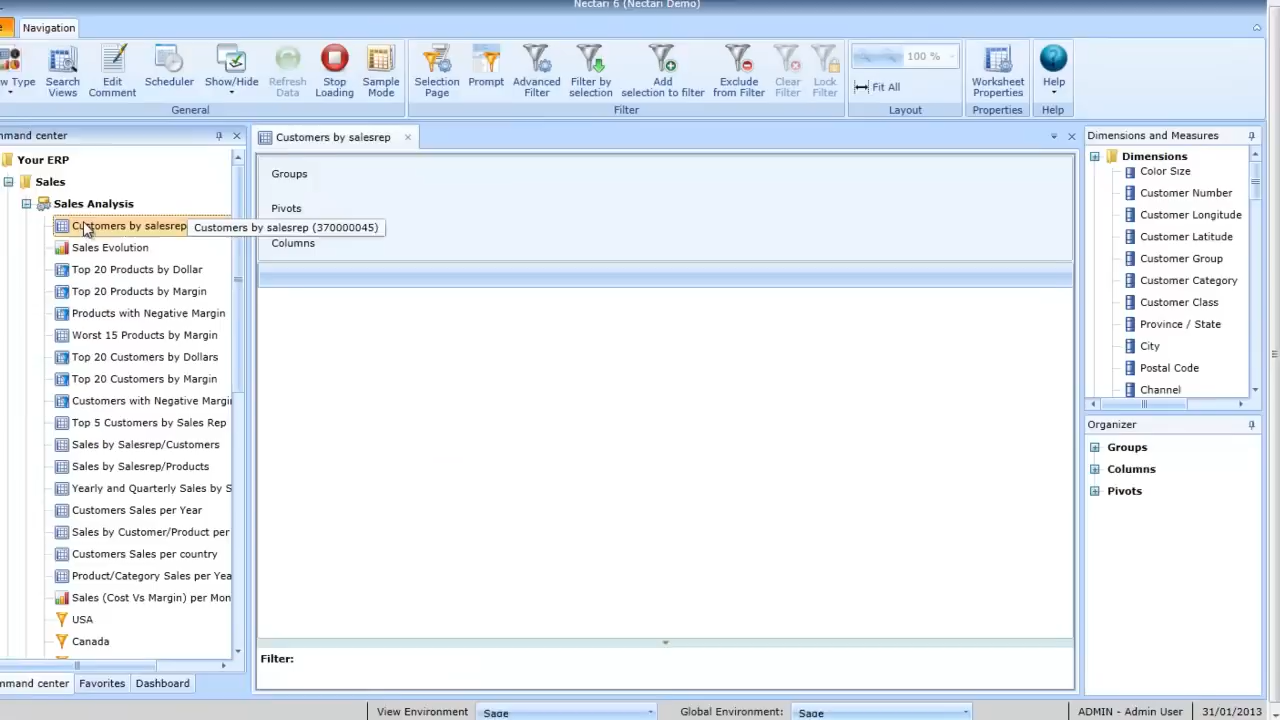 Nectari 6 (Nectari Demo)
Navigation
w Type
Search Views
Edit Comment
Scheduler
Show/Hide
Refresh Data
Stop Loading
Sample Mode
General
Selection Page
Prompt
Advanced Filter
Filter by selection
Add selection to filter
Exclude from Filter
Clear Filter
Lock Filter
Filter
100 %
Fit All
Layout
Worksheet Properties
Properties
Help
Help
mmand center
Your ERP
Sales
Sales Analysis
Customers by salesrep
Customers by salesrep (370000045)
Sales Evolution
Top 20 Products by Dollar
Top 20 Products by Margin
Products with Negative Margin
Worst 15 Products by Margin
Top 20 Customers by Dollars
Top 20 Customers by Margin
Customers with Negative Margi
Top 5 Customers by Sales Rep
Sales by Salesrep/Customers
Sales by Salesrep/Products
Yearly and Quarterly Sales by S
Customers Sales per Year
Sales by Customer/Product per
Customers Sales per country
Product/Category Sales per Yea
Sales (Cost Vs Margin) per Mon
USA
Canada
mmand center
Favorites
Dashboard
Customers by salesrep
Groups
Pivots
Columns
Filter:
Dimensions and Measures
Dimensions
Color Size
Customer Number
Customer Longitude
Customer Latitude
Customer Group
Customer Category
Customer Class
Province / State
City
Postal Code
Channel
Organizer
Groups
Columns
Pivots
View Environment
Sage
Global Environment:
Sage
ADMIN - Admin User
31/01/2013